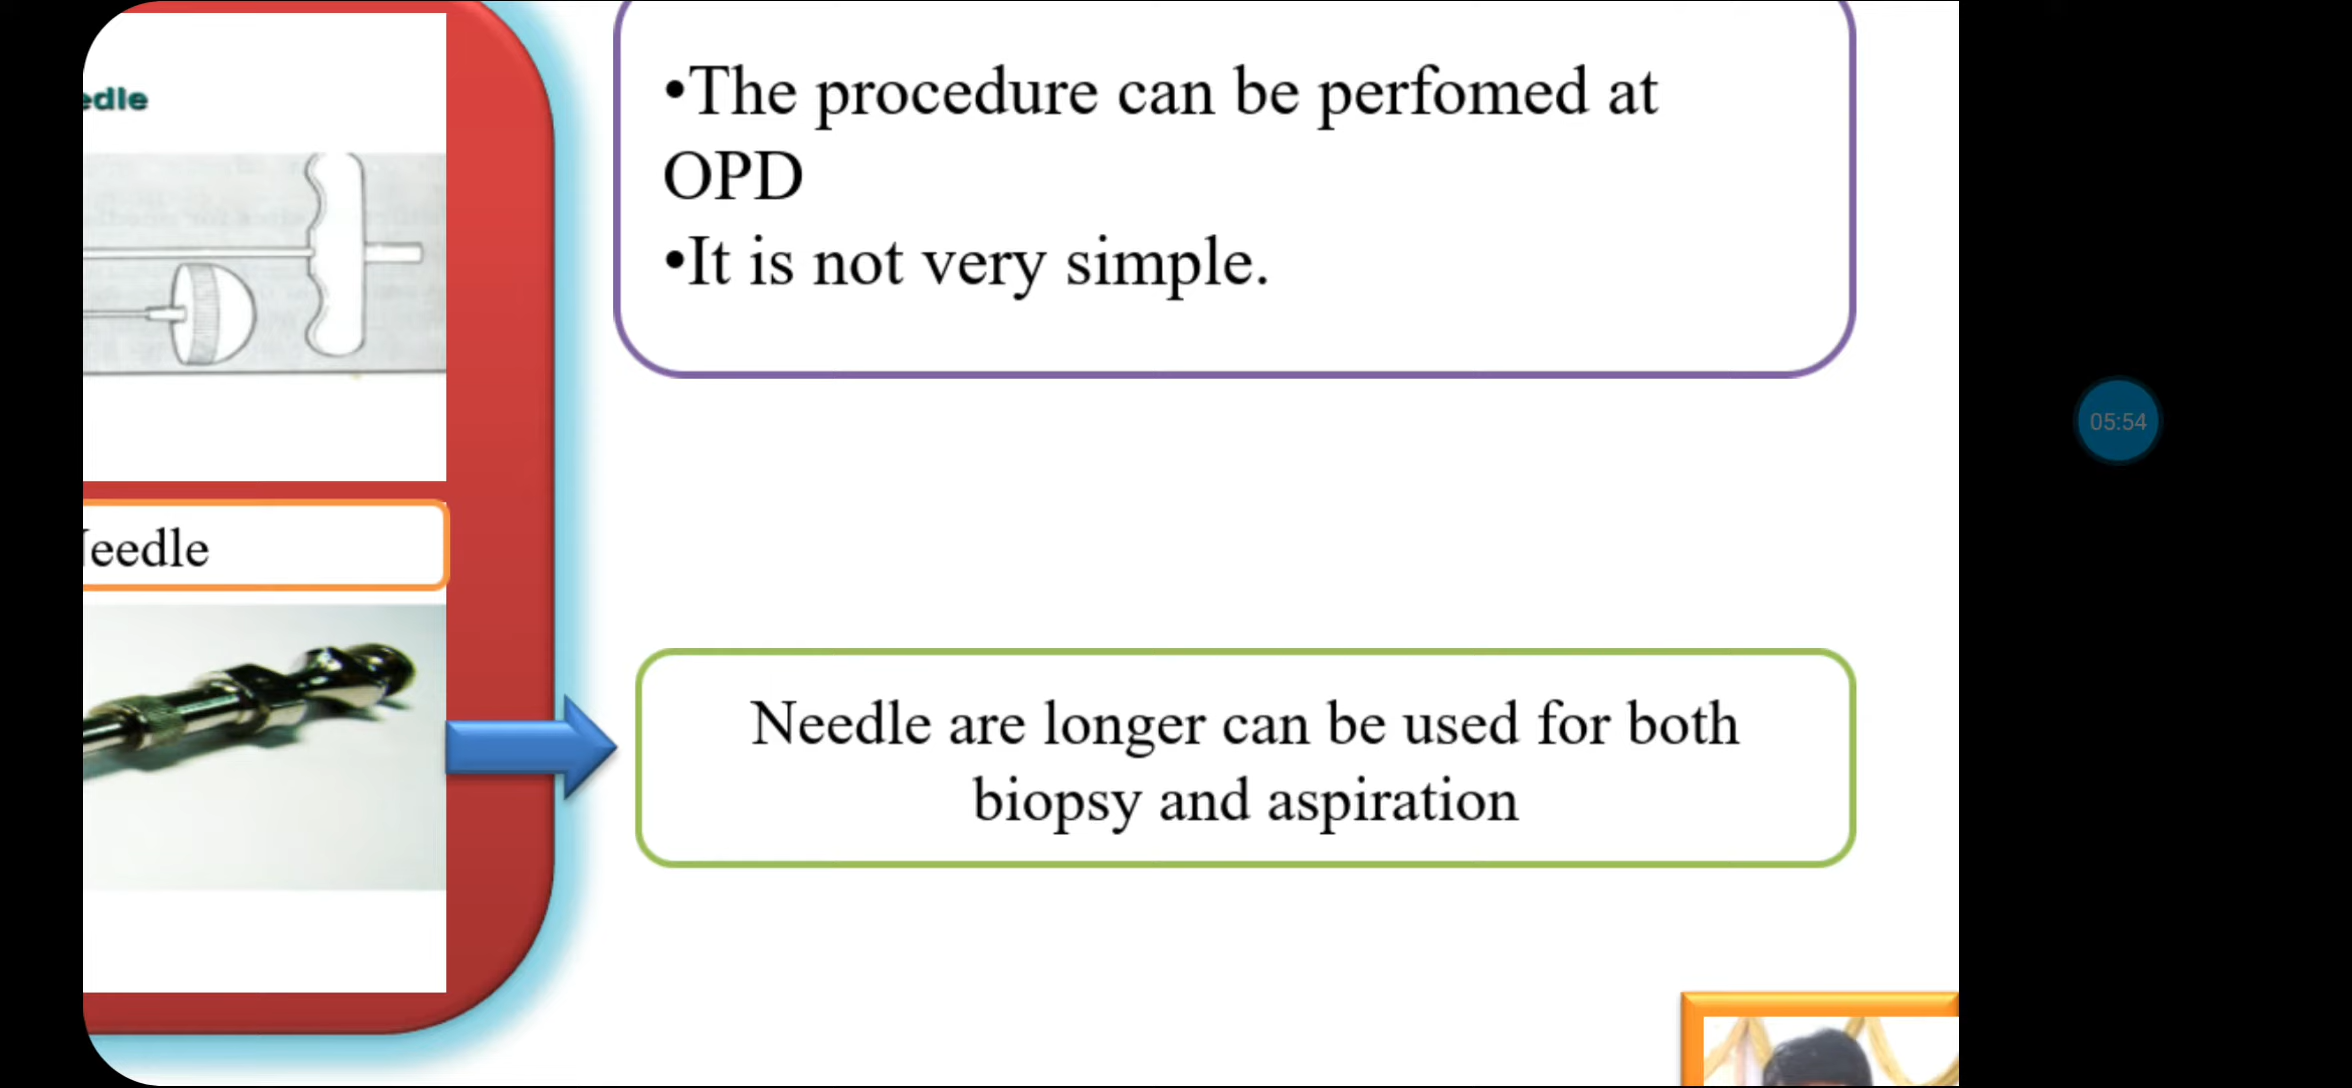 edle
•The procedure can be perfomed at
OPD
•It is not very simple.
eedle
Needle are longer can be used for both
biopsy and aspiration
05:54